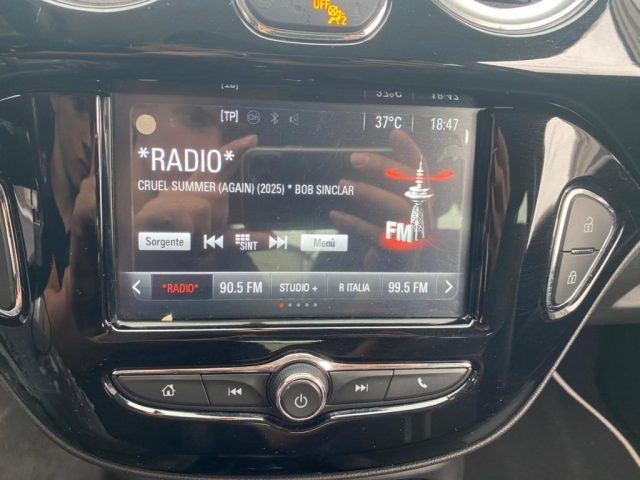 OFF 2
[TP] 37°C 18:47
*RADIO*
CRUEL SUMMER (AGAIN) (2025) * BOB SINCLAR
FM
Sorgente SINT Menù
*RADIO* 90.5 FM STUDIO + R ITALIA 99.5 FM